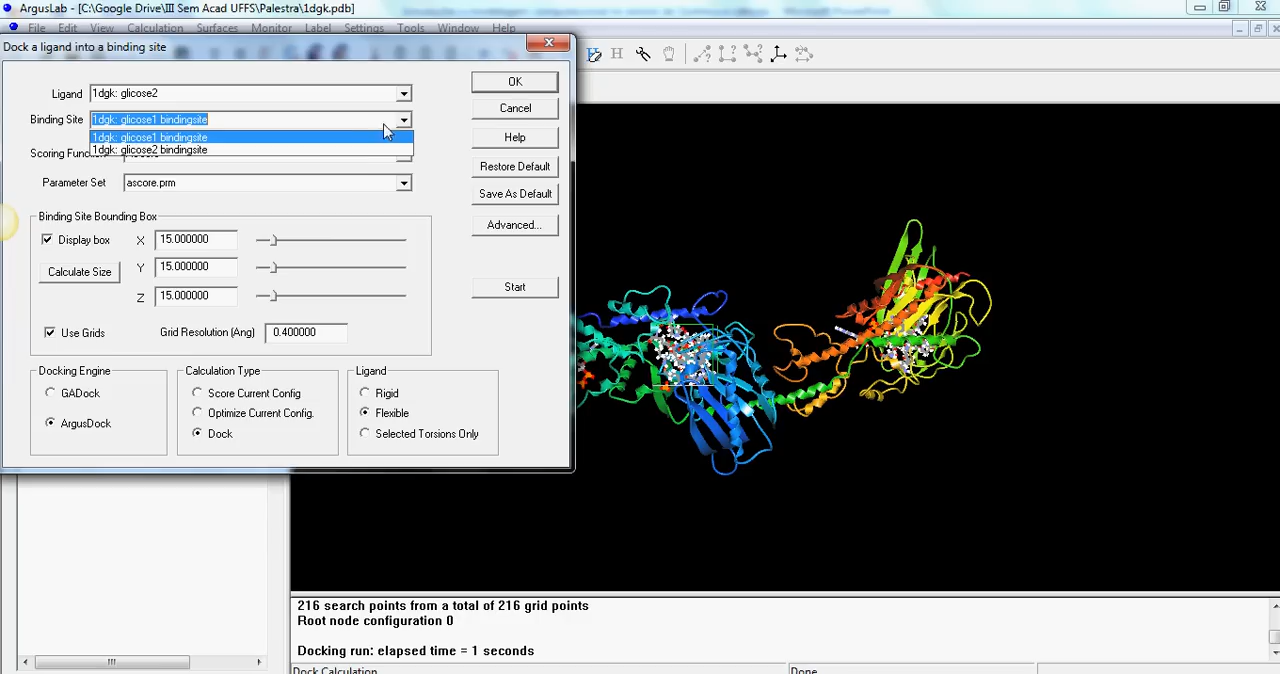 ArgusLab - [C:\Google Drive\III Sem Acad UFFS\Palestra\1dgk.pdb]
File Edit View Calculation Surfaces Monitor Label Settings Tools Window Help
Dock a ligand into a binding site
Ligand 1dgk: glicose2
OK
Binding Site 1dgk: glicose1 bindingsite
Cancel
1dgk: glicose1 bindingsite
1dgk: glicose2 bindingsite
Help
Scoring Func
Restore Default
Parameter Set ascore.prm
Save As Default
Binding Site Bounding Box
Advanced...
Display box X 15.000000
Calculate Size Y 15.000000
Z 15.000000
Start
Use Grids Grid Resolution (Ang) 0.400000
Docking Engine Calculation Type Ligand
GADock Score Current Config Rigid
Optimize Current Config. Flexible
ArgusDock Dock Selected Torsions Only
216 search points from a total of 216 grid points
Root node configuration 0
Docking run: elapsed time = 1 seconds
Dock Calculation Done